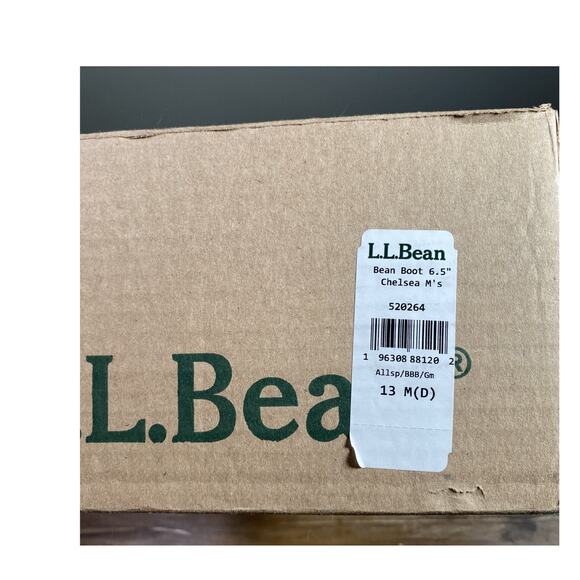 L.L.Bean
Bean Boot 6.5"
Chelsea M's
520264
1 96308 88120 2
Allsp/BBB/Gm
13 M(D)
.L.Bea ®